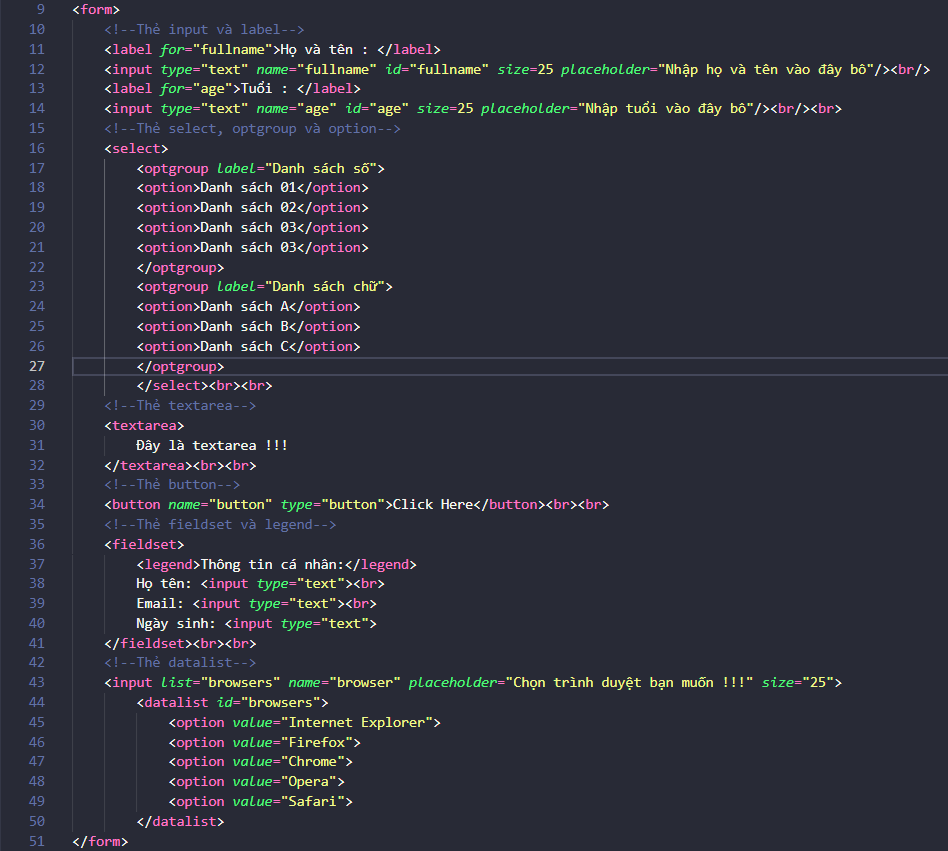 9 <form>
10 <!--Thẻ input và label-->
11 <label for="fullname">Họ và tên : </label>
12 <input type="text" name="fullname" id="fullname" size=25 placeholder="Nhập họ và tên vào đây bô"/><br/>
13 <label for="age">Tuổi : </label>
14 <input type="text" name="age" id="age" size=25 placeholder="Nhập tuổi vào đây bô"/><br/><br>
15 <!--Thẻ select, optgroup và option-->
16 <select>
17 <optgroup label="Danh sách số">
18 <option>Danh sách 01</option>
19 <option>Danh sách 02</option>
20 <option>Danh sách 03</option>
21 <option>Danh sách 03</option>
22 </optgroup>
23 <optgroup label="Danh sách chữ">
24 <option>Danh sách A</option>
25 <option>Danh sách B</option>
26 <option>Danh sách C</option>
27 </optgroup>
28 </select><br><br>
29 <!--Thẻ textarea-->
30 <textarea>
31 Đây là textarea !!!
32 </textarea><br><br>
33 <!--Thẻ button-->
34 <button name="button" type="button">Click Here</button><br><br>
35 <!--Thẻ fieldset và legend-->
36 <fieldset>
37 <legend>Thông tin cá nhân:</legend>
38 Họ tên: <input type="text"><br>
39 Email: <input type="text"><br>
40 Ngày sinh: <input type="text">
41 </fieldset><br><br>
42 <!--Thẻ datalist-->
43 <input list="browsers" name="browser" placeholder="Chọn trình duyệt bạn muốn !!!" size="25">
44 <datalist id="browsers">
45 <option value="Internet Explorer">
46 <option value="Firefox">
47 <option value="Chrome">
48 <option value="Opera">
49 <option value="Safari">
50 </datalist>
51 </form>